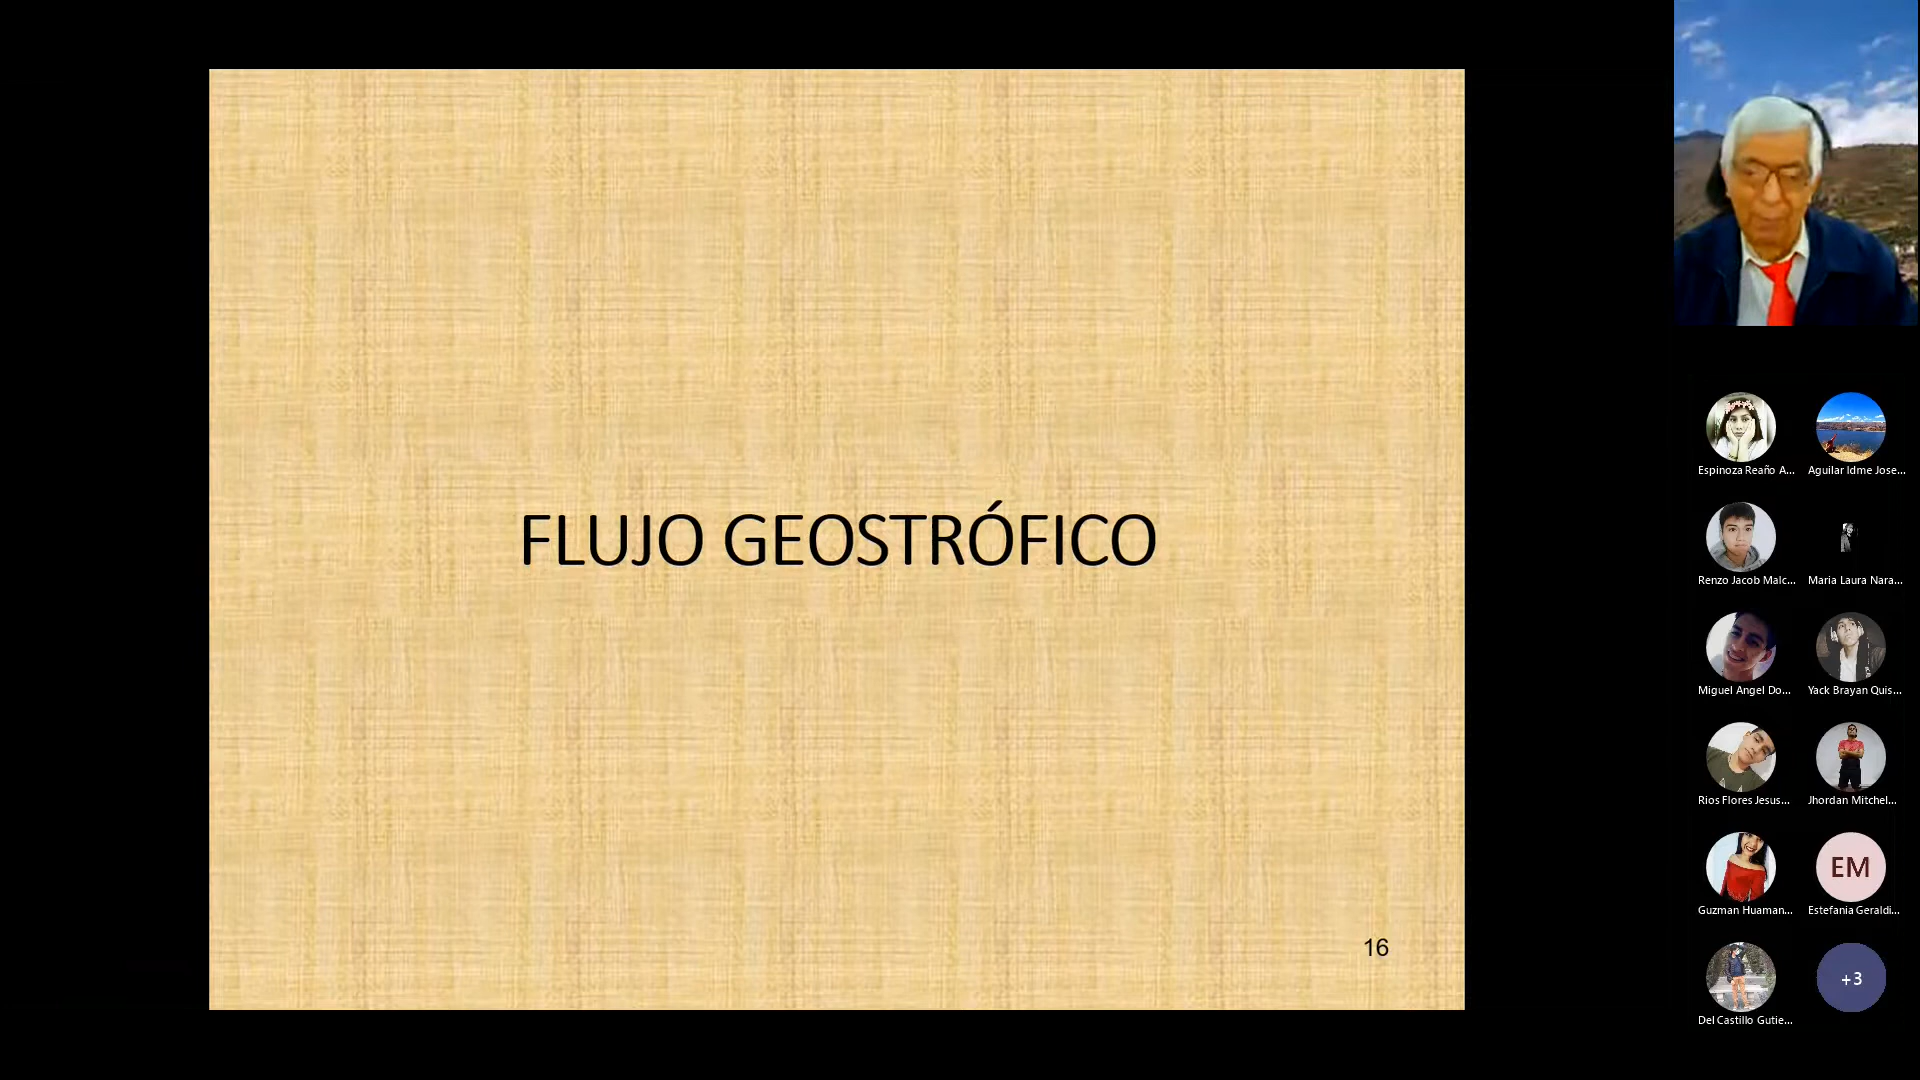 FLUJO GEOSTRÓFICO
16
Espinoza Reaño A...
Aguilar Idme Jose...
Renzo Jacob Malc...
Maria Laura Nara...
Miguel Angel Do...
Yack Brayan Quis...
Rios Flores Jesus...
Jhordan Mitchel...
Guzman Huaman...
EM
Estefania Geraldi...
Del Castillo Gutie...
+3